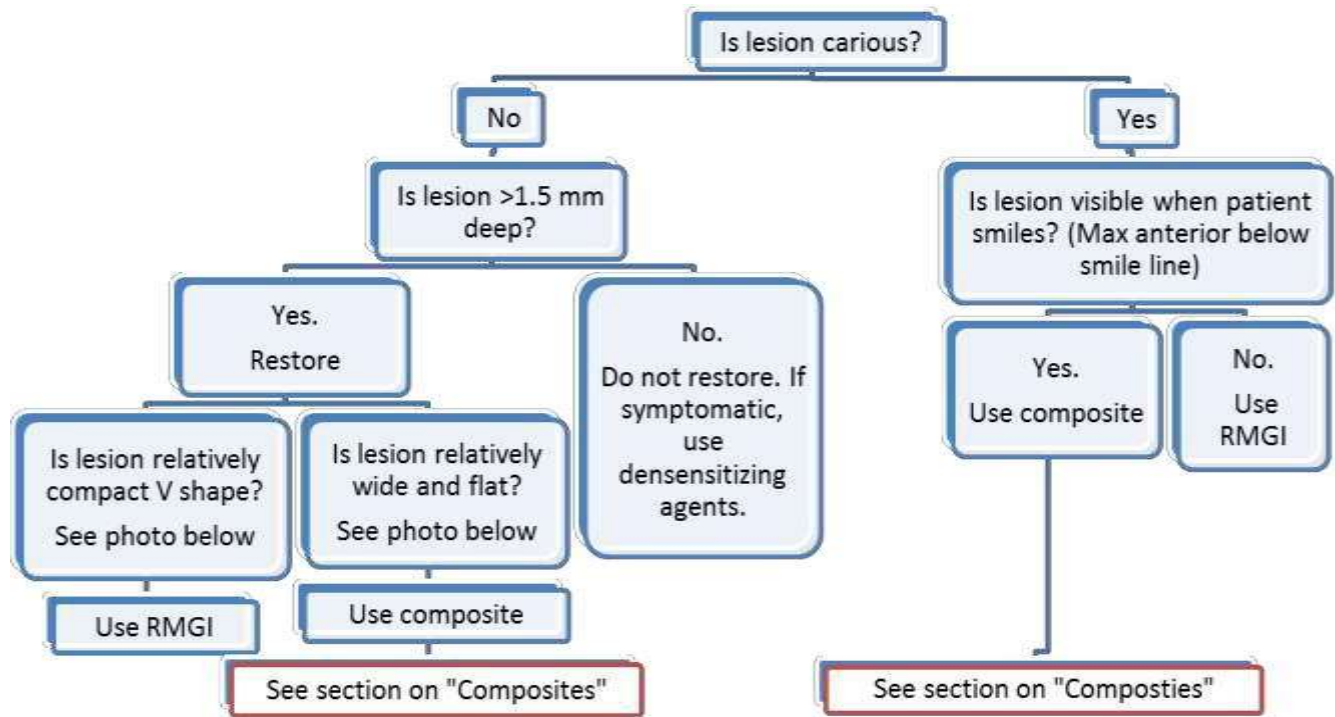 Is lesion carious?
No
Yes
Is lesion >1.5 mm
deep?
Is lesion visible when patient
smiles? (Max anterior below
smile line)
Yes.
Restore
No.
Do not restore. If
symptomatic,
use
densensitizing
agents.
Yes.
Use composite
No.
Use
RMGI
Is lesion relatively
compact V shape?
See photo below
Is lesion relatively
wide and flat?
See photo below
Use RMGI
Use composite
See section on "Composites"
See section on "Composties"